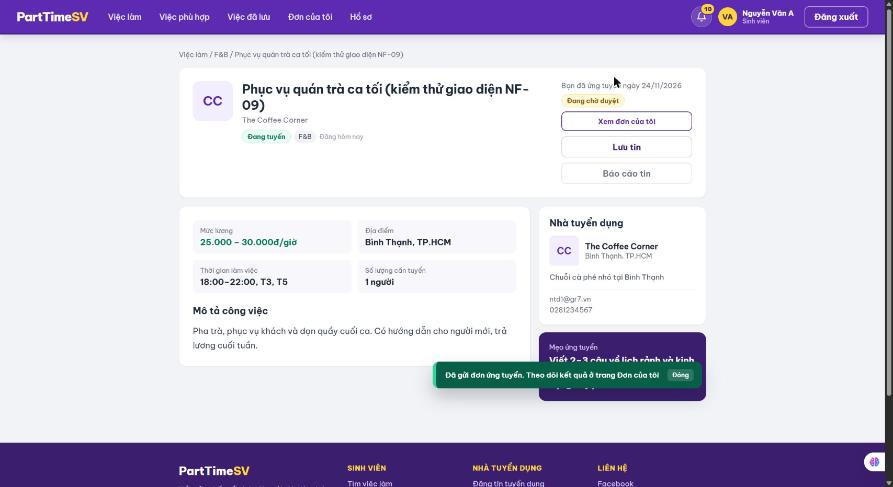 PartTimeSV
Việc làm
Việc phù hợp
Việc đã lưu
Đơn của tôi
Hồ sơ
10
VA
Nguyễn Văn A
Sinh viên
Đăng xuất
Việc làm / F&B / Phục vụ quán trà ca tối (kiểm thử giao diện NF-09)
CC
Phục vụ quán trà ca tối (kiểm thử giao diện NF-
09)
The Coffee Corner
Đang tuyển
F&B
Đăng hôm nay
Bạn đã ứng tuyển ngày 24/11/2026
Đang chờ duyệt
Xem đơn của tôi
Lưu tin
Báo cáo tin
Mức lương
25.000 – 30.000đ/giờ
Địa điểm
Bình Thạnh, TP.HCM
Thời gian làm việc
18:00–22:00, T3, T5
Số lượng cần tuyển
1 người
Mô tả công việc
Pha trà, phục vụ khách và dọn quầy cuối ca. Có hướng dẫn cho người mới, trả
lương cuối tuần.
Nhà tuyển dụng
CC
The Coffee Corner
Bình Thạnh, TP.HCM
Chuỗi cà phê nhỏ tại Bình Thạnh
ntd1@gr7.vn
0281234567
Mẹo ứng tuyển
Viết 2–3 câu về lịch rảnh và kinh
Đã gửi đơn ứng tuyển. Theo dõi kết quả ở trang Đơn của tôi
Đóng
PartTimeSV
SINH VIÊN
Tìm việc làm
NHÀ TUYỂN DỤNG
Đăng tin tuyển dụng
LIÊN HỆ
Facebook